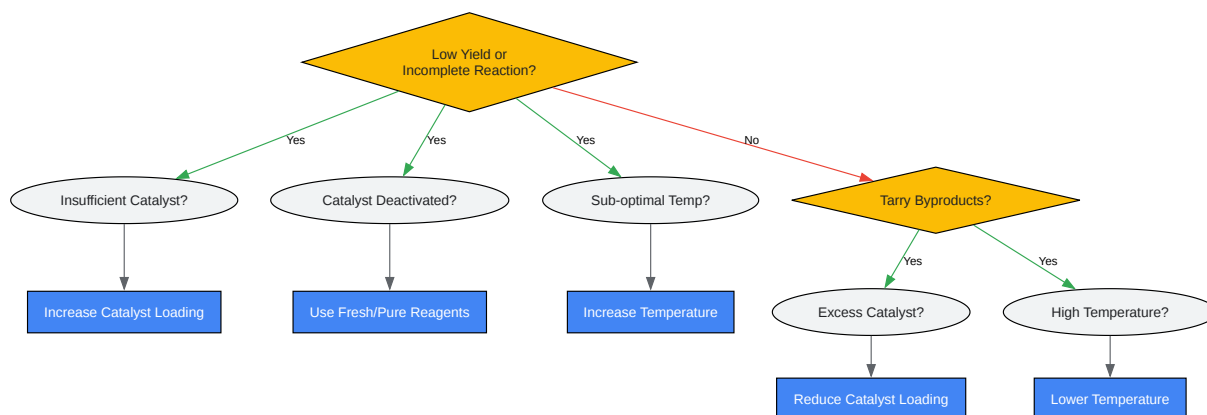 Low Yield or
Incomplete Reaction?
Yes
Yes
Yes
No
Insufficient Catalyst?
Catalyst Deactivated?
Sub-optimal Temp?
Tarry Byproducts?
Yes
Yes
Increase Catalyst Loading
Use Fresh/Pure Reagents
Increase Temperature
Excess Catalyst?
High Temperature?
Reduce Catalyst Loading
Lower Temperature